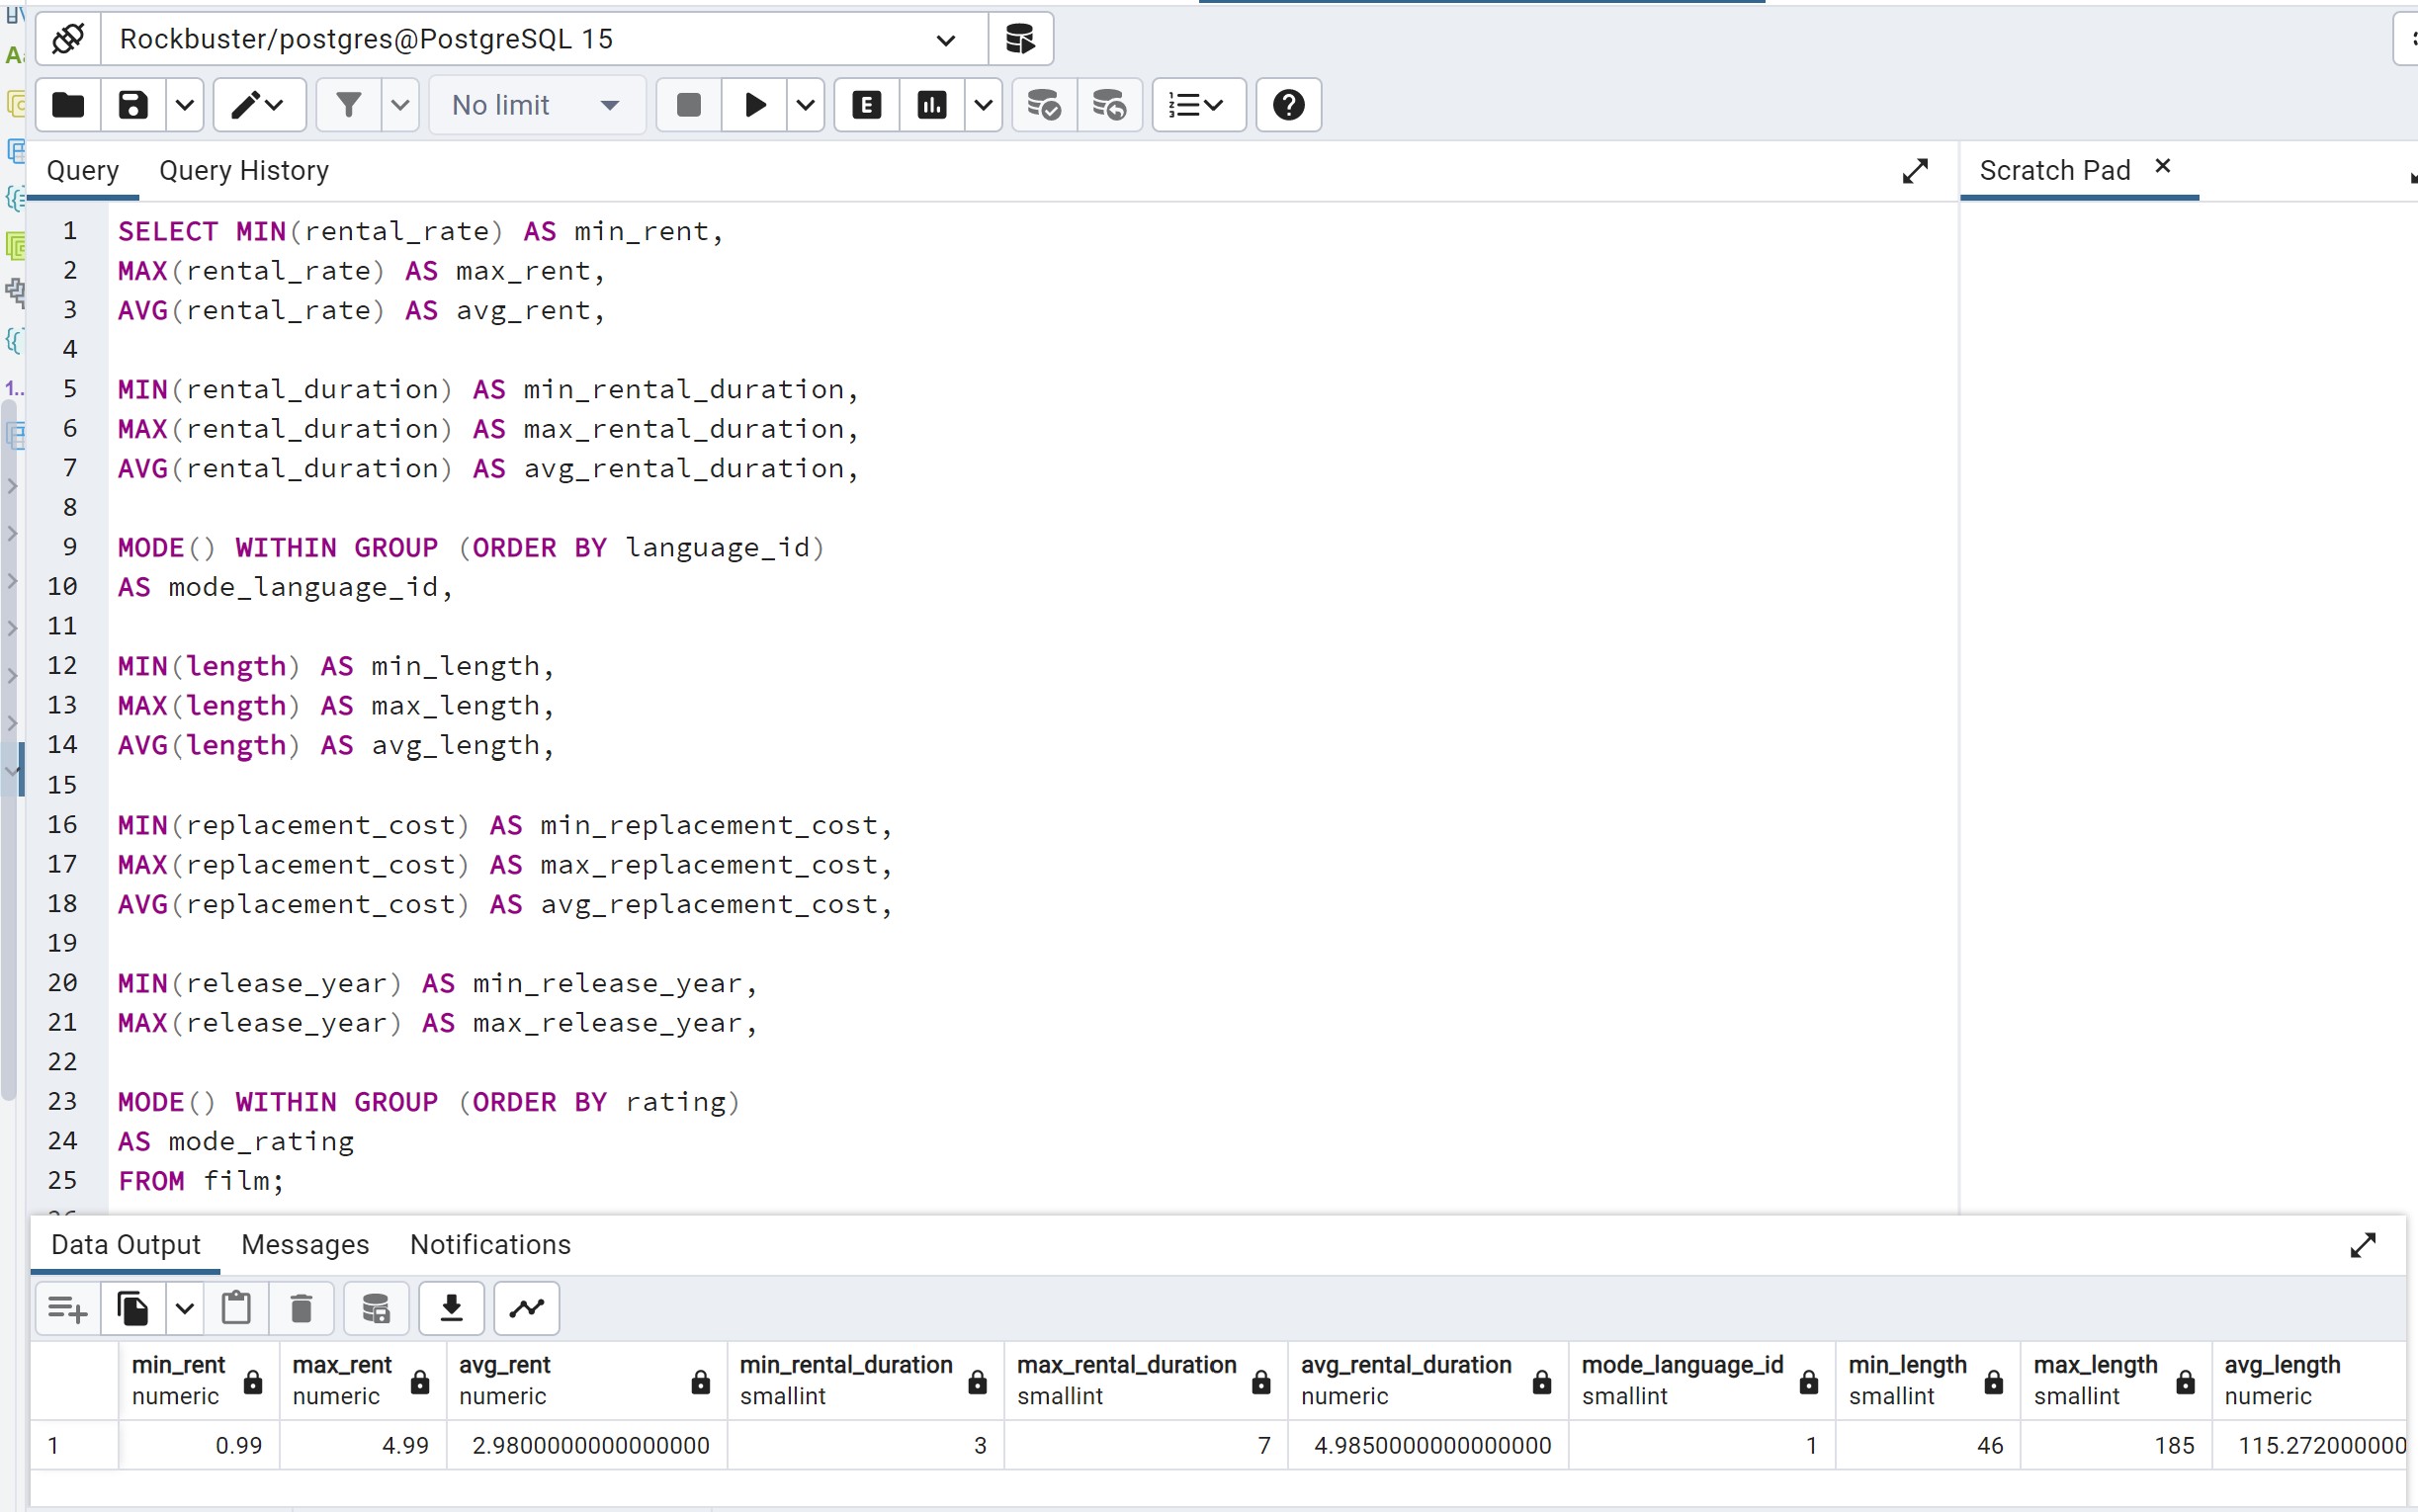 Rockbuster/postgres@PostgreSQL 15
No limit
E
Query
Query History
Scratch Pad
1 SELECT MIN(rental_rate) AS min_rent,
2 MAX(rental_rate) AS max_rent,
3 AVG(rental_rate) AS avg_rent,
4
5 MIN(rental_duration) AS min_rental_duration,
6 MAX(rental_duration) AS max_rental_duration,
7 AVG(rental_duration) AS avg_rental_duration,
8
9 MODE() WITHIN GROUP (ORDER BY language_id)
10 AS mode_language_id,
11
12 MIN(length) AS min_length,
13 MAX(length) AS max_length,
14 AVG(length) AS avg_length,
15
16 MIN(replacement_cost) AS min_replacement_cost,
17 MAX(replacement_cost) AS max_replacement_cost,
18 AVG(replacement_cost) AS avg_replacement_cost,
19
20 MIN(release_year) AS min_release_year,
21 MAX(release_year) AS max_release_year,
22
23 MODE() WITHIN GROUP (ORDER BY rating)
24 AS mode_rating
25 FROM film;
Data Output Messages Notifications
min_rent max_rent avg_rent min_rental_duration max_rental_duration avg_rental_duration mode_language_id min_length max_length avg_length
numeric numeric numeric smallint smallint numeric smallint smallint smallint numeric
1 0.99 4.99 2.9800000000000000 3 7 4.9850000000000000 1 46 185 115.272000000